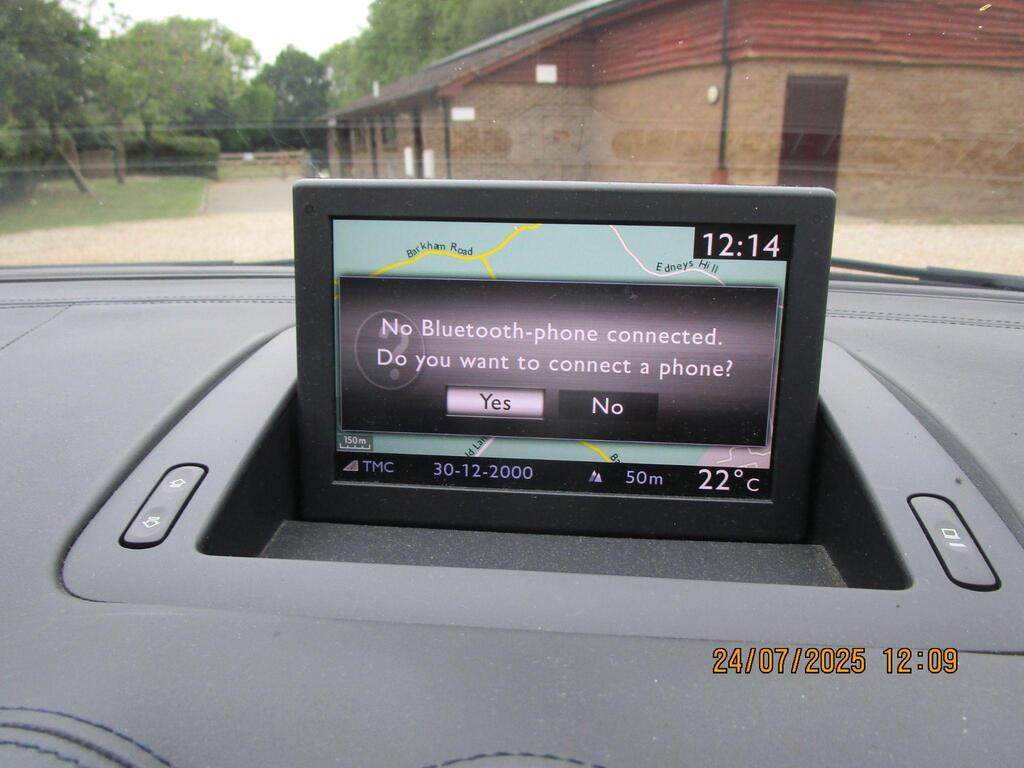 12:14
Barkham Road
Edneys Hill
No Bluetooth-phone connected.
Do you want to connect a phone?
Yes No
150m
TMC 30-12-2000 50m 22°C
24/07/2025 12:09